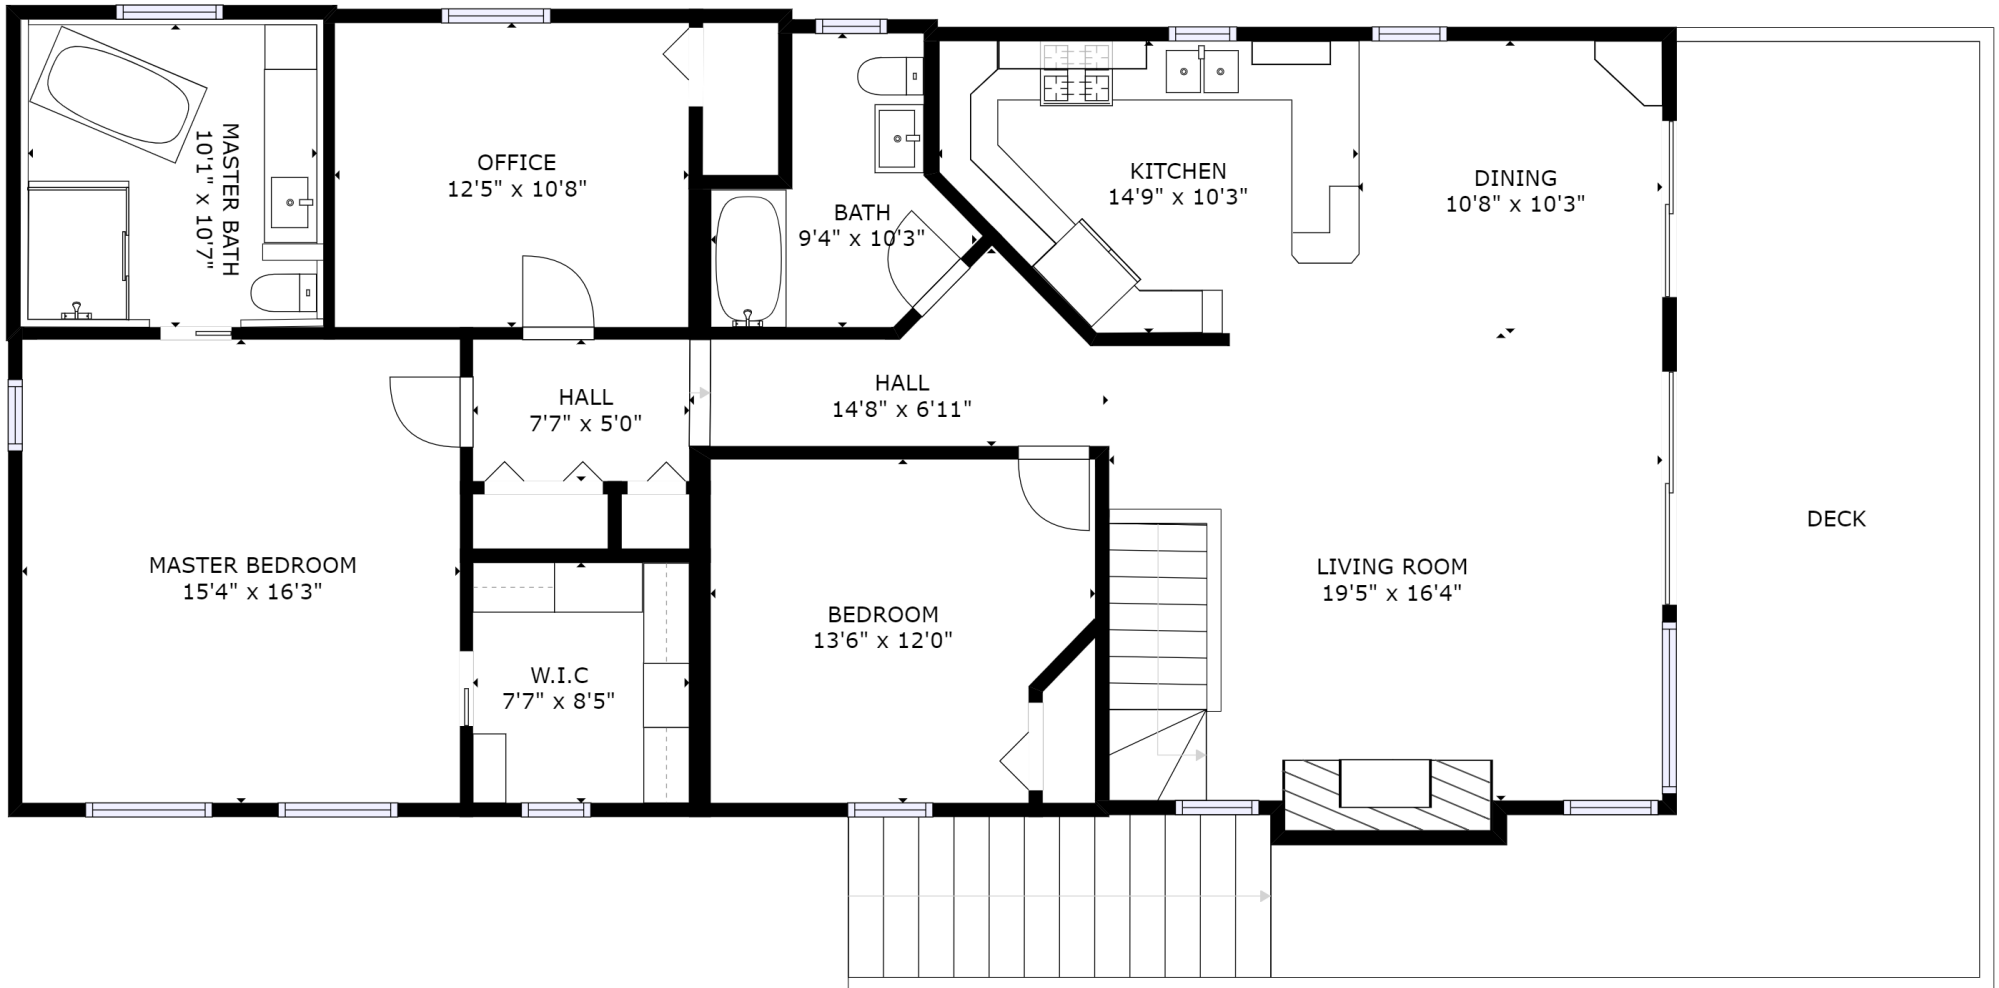 MASTER BATH
10'1" x 10'7"
OFFICE
12'5" x 10'8"
BATH
9'4" x 10'3"
KITCHEN
14'9" x 10'3"
DINING
10'8" x 10'3"
HALL
7'7" x 5'0"
HALL
14'8" x 6'11"
MASTER BEDROOM
15'4" x 16'3"
W.I.C
7'7" x 8'5"
BEDROOM
13'6" x 12'0"
LIVING ROOM
19'5" x 16'4"
DECK